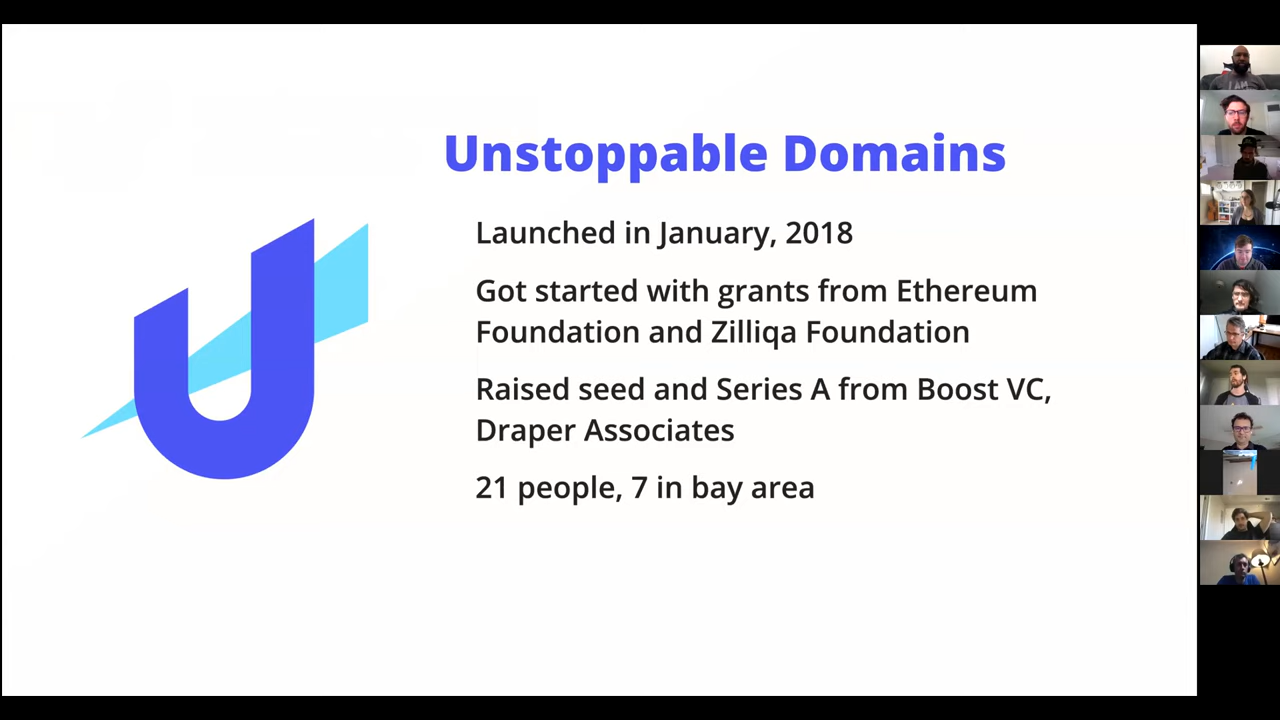 Unstoppable Domains
Launched in January, 2018
Got started with grants from Ethereum
Foundation and Zilliqa Foundation
Raised seed and Series A from Boost VC,
Draper Associates
21 people, 7 in bay area